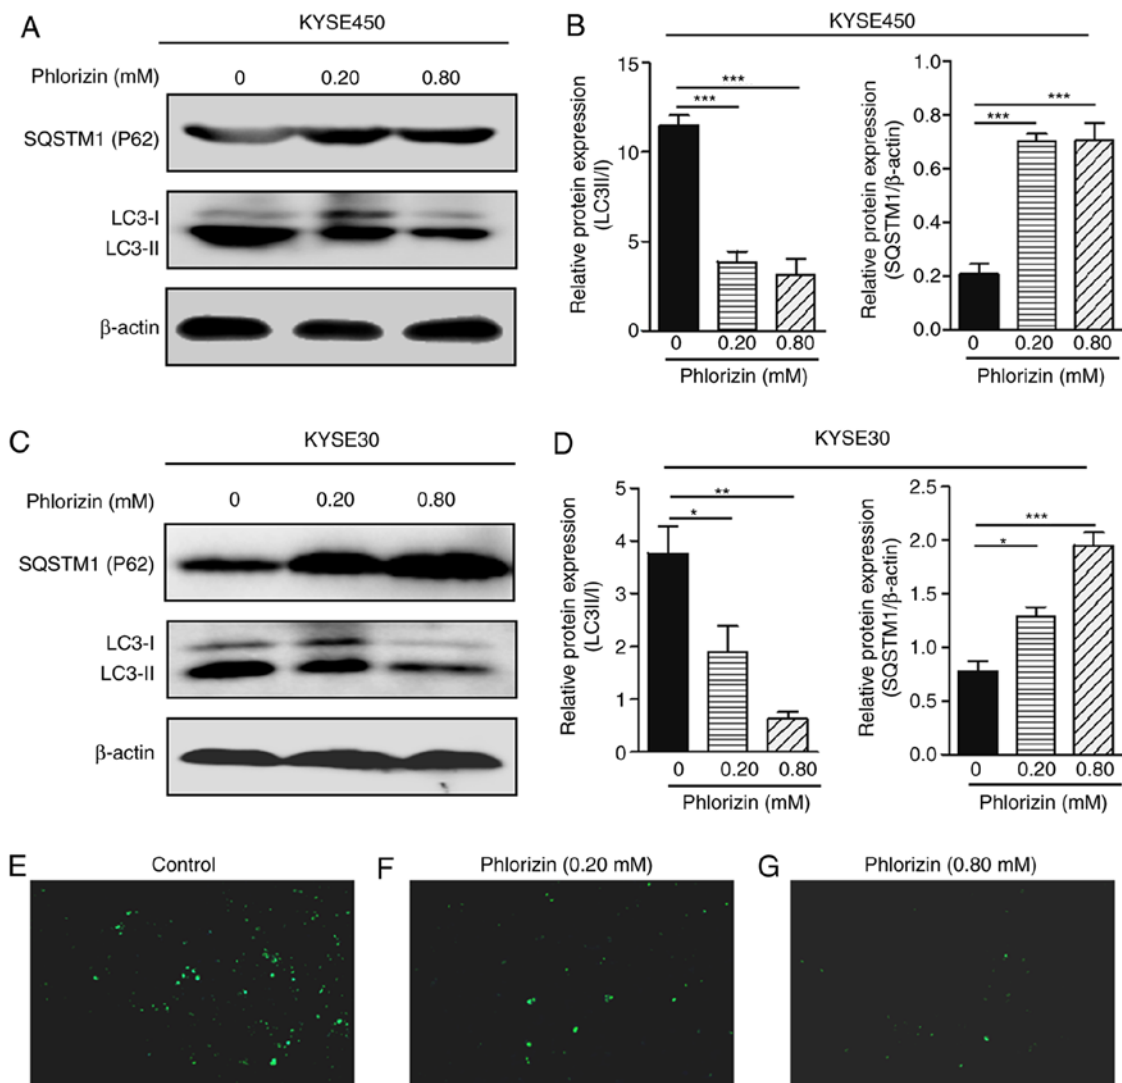 A
KYSE450
Phlorizin (mM) 0 0.20 0.80
SQSTM1 (P62)
LC3-I
LC3-II
β-actin
B
KYSE450
Relative protein expression
(LC3II/I)
15
10
5
0
***
***
0 0.20 0.80
Phlorizin (mM)
Relative protein expression
(SQSTM1/β-actin)
1.0
0.8
0.6
0.4
0.2
0.0
***
***
0 0.20 0.80
Phlorizin (mM)
C
KYSE30
Phlorizin (mM) 0 0.20 0.80
SQSTM1 (P62)
LC3-I
LC3-II
β-actin
D
KYSE30
Relative protein expression
(LC3II/I)
5
4
3
2
1
0
**
*
0 0.20 0.80
Phlorizin (mM)
Relative protein expression
(SQSTM1/β-actin)
2.5
2.0
1.5
1.0
0.5
0.0
***
*
0 0.20 0.80
Phlorizin (mM)
E
Control
F
Phlorizin (0.20 mM)
G
Phlorizin (0.80 mM)